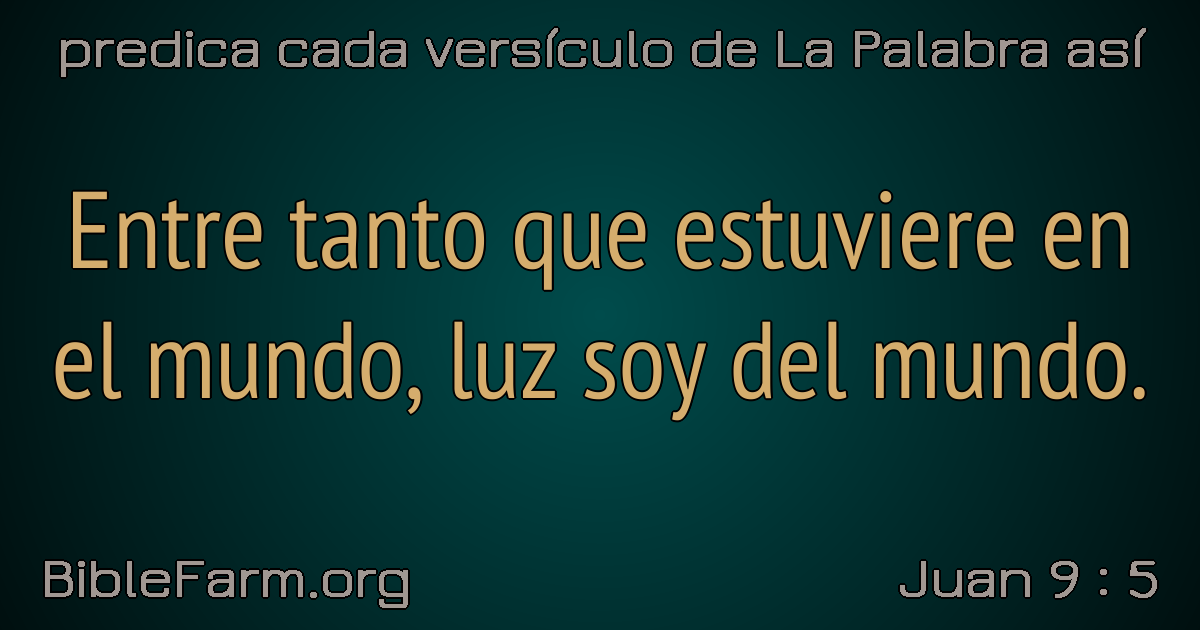 predica cada versículo de La Palabra así
Entre tanto que estuviere en
el mundo, luz soy del mundo.
BibleFarm.org
Juan 9 : 5